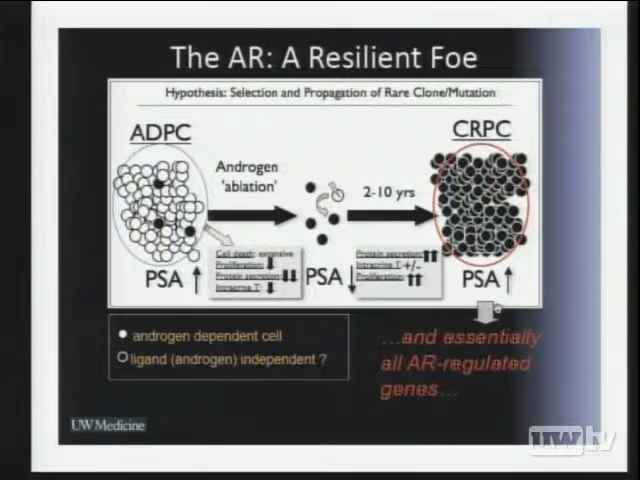 The AR: A Resilient Foe
Hypothesis: Selection and Propagation of Rare Clone/Mutation
ADPC
CRPC
Androgen
'ablation'
2-10 yrs
Cell death: extensive
Proliferation:
Protein secretion:
Intracrine T:
Protein secretion:
Intracrine T: +/-
Proliferation:
PSA
PSA
PSA
androgen dependent cell
ligand (androgen) independent ?
...and essentially
all AR-regulated
genes...
UW Medicine
UWtv